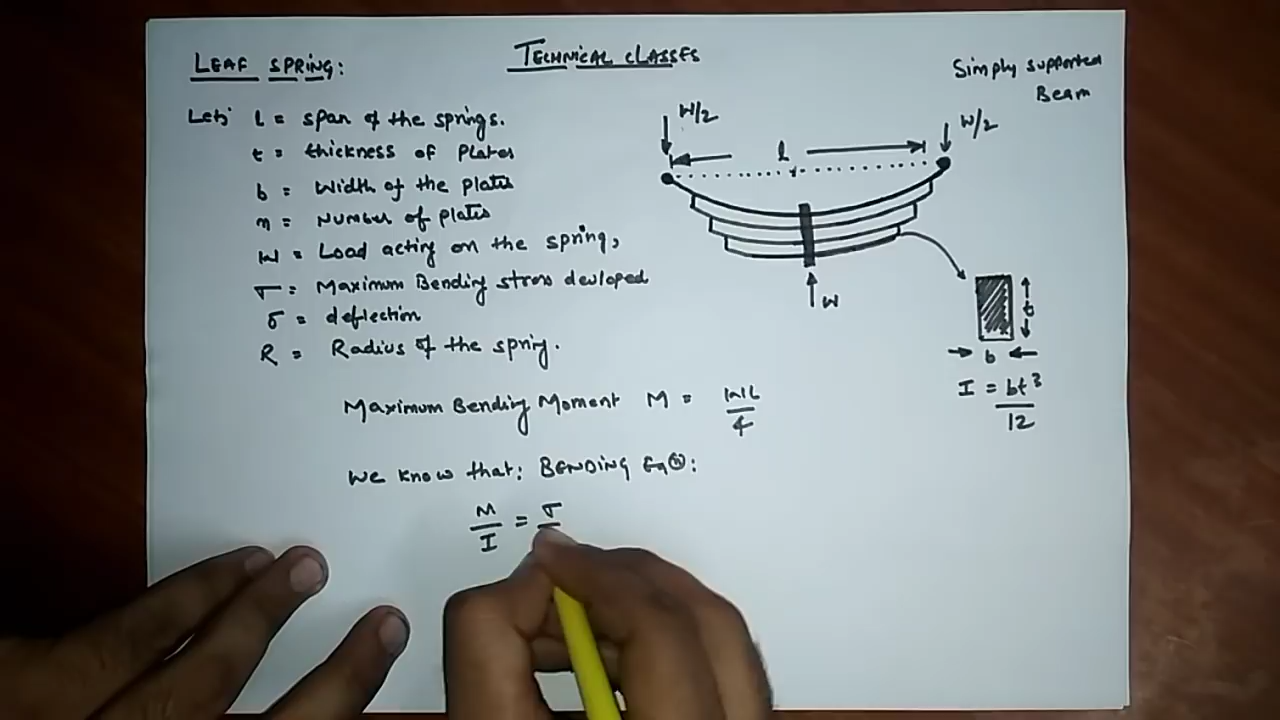 LEAF SPRING:
TECHNICAL CLASSES
Simply supported
Beam
Let, l = span of the springs.
t = thickness of Plates
b = Width of the plates
n = Number of plates
W = Load acting on the spring,
σ = Maximum Bending stress devloped
δ = deflection
R = Radius of the spring.
W/2
W/2
l
W
t
b
I = bt³/12
Maximum Bending Moment M = Wl/4
We know that: BENDING Eqⓝ:
M/I = σ